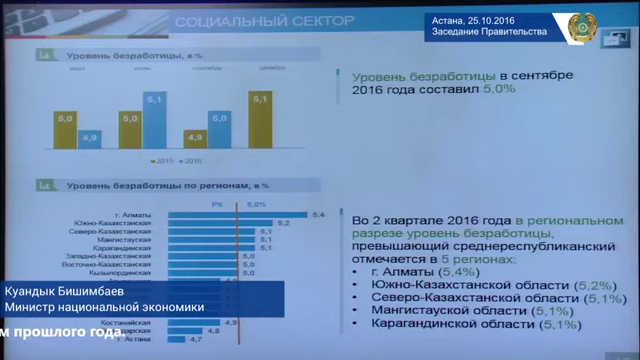 СОЦИАЛЬНЫЙ СЕКТОР
Астана, 25.10.2016
Заседание Правительства
Уровень безработицы, в %
март июнь сентябрь декабрь
5,0 4,9 5,0 5,1 4,9 5,0 5,1
2015 2016
Уровень безработицы в сентябре
2016 года составил 5,0%
Уровень безработицы по регионам, в %
РК 5,0%
г. Алматы 5,4
Южно-Казахстанская 5,2
Северо-Казахстанская 5,1
Мангистауская 5,1
Карагандинская 5,1
Западно-Казахстанская 5,0
Восточно-Казахстанская 5,0
Кызылординская 5,0
Костанайская 4,9
4,8
г. Астана 4,7
Во 2 квартале 2016 года в региональном
разрезе уровень безработицы,
превышающий среднереспубликанский
отмечается в 5 регионах:
• г. Алматы (5,4%)
• Южно-Казахстанской области (5,2%)
• Северо-Казахстанской области (5,1%)
• Мангистауской области (5,1%)
• Карагандинской области (5,1%)
Куандык Бишимбаев
Министр национальной экономики
м прошлого года.